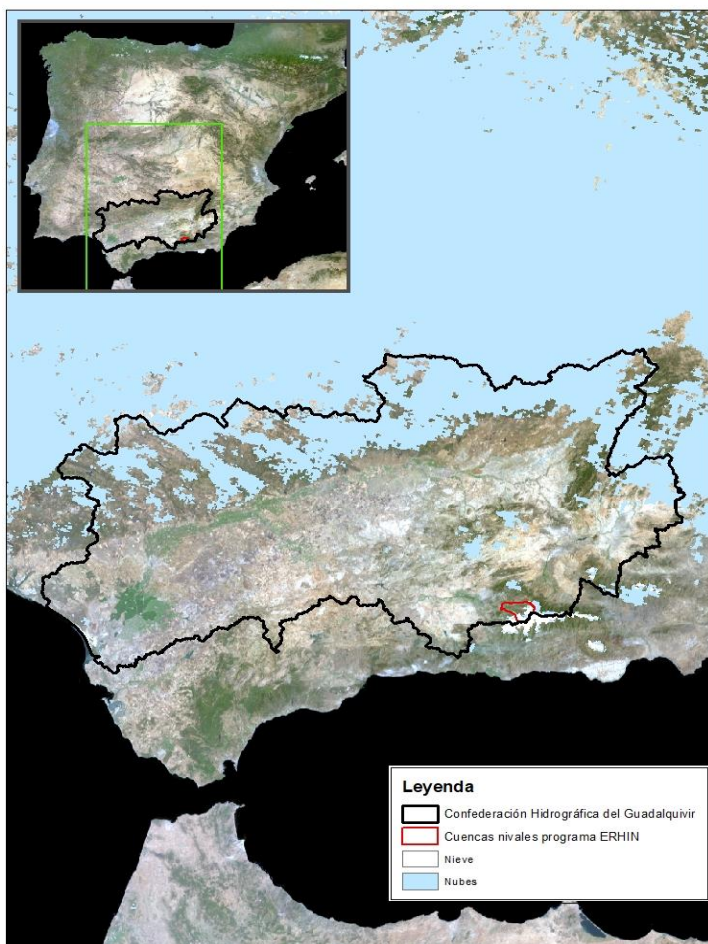 Leyenda
Confederación Hidrográfica del Guadalquivir
Cuencas nivales programa ERHIN
Nieve
Nubes